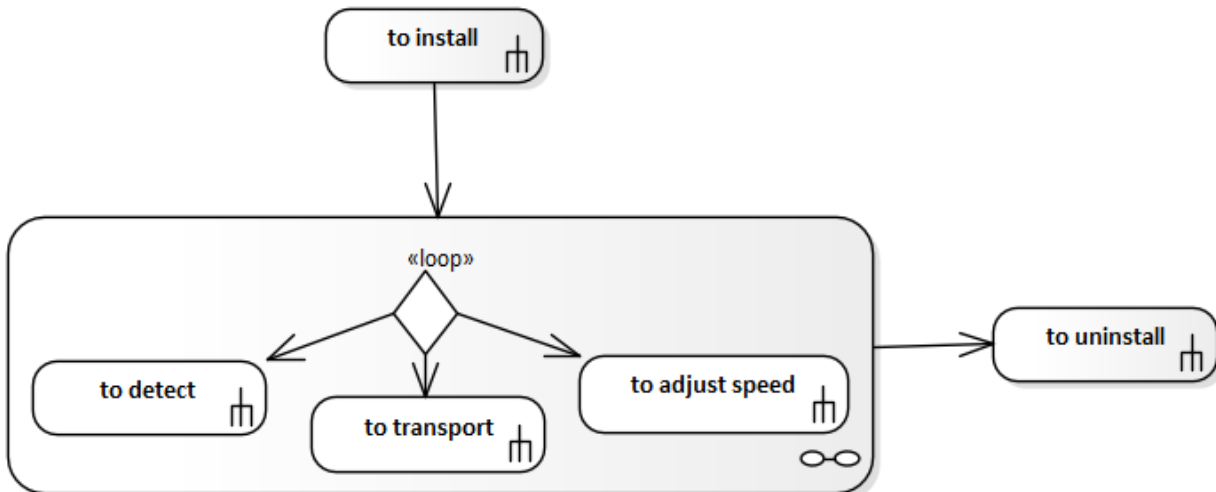 to install
«loop»
to detect
to transport
to adjust speed
to uninstall